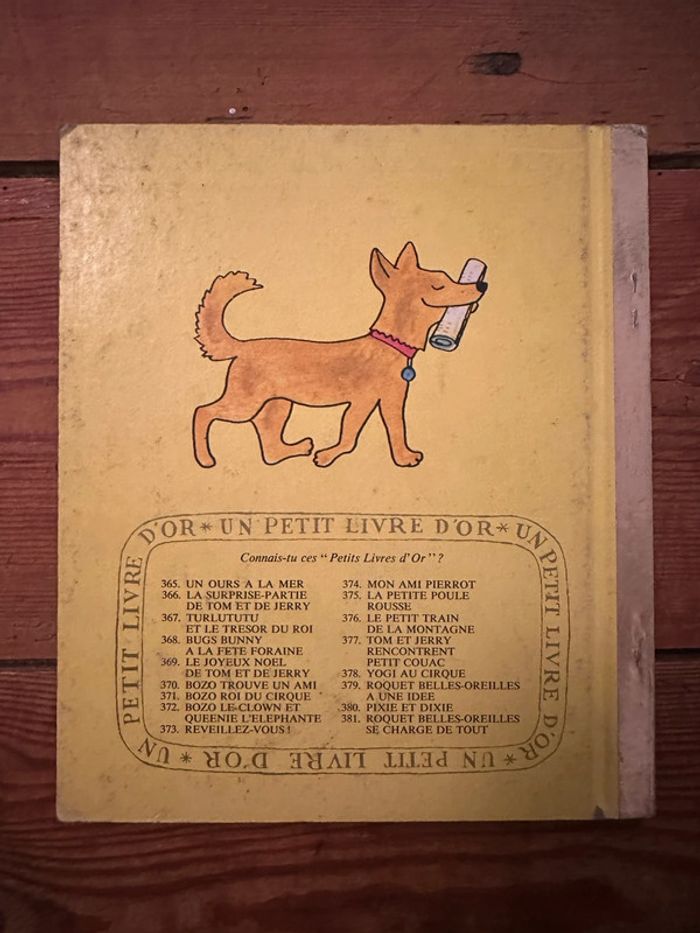 D'OR * UN PETIT LIVRE D'OR * UN
PETIT LIVRE D'OR * UN PETIT LIVRE D'OR * UN PETIT LIVRE
Connais-tu ces "Petits Livres d'Or"?
365. UN OURS A LA MER
366. LA SURPRISE-PARTIE
DE TOM ET DE JERRY
367. TURLUTUTU
ET LE TRESOR DU ROI
368. BUGS BUNNY
A LA FETE FORAINE
369. LE JOYEUX NOEL
DE TOM ET DE JERRY
370. BOZO TROUVE UN AMI
371. BOZO ROI DU CIRQUE
372. BOZO LE CLOWN ET
QUEENIE L'ELEPHANTE
373. REVEILLEZ-VOUS!
374. MON AMI PIERROT
375. LA PETITE POULE
ROUSSE
376. LE PETIT TRAIN
DE LA MONTAGNE
377. TOM ET JERRY
RENCONTRENT
PETIT COUAC
378. YOGI AU CIRQUE
379. ROQUET BELLES-OREILLES
A UNE IDEE
380. PIXIE ET DIXIE
381. ROQUET BELLES-OREILLES
SE CHARGE DE TOUT